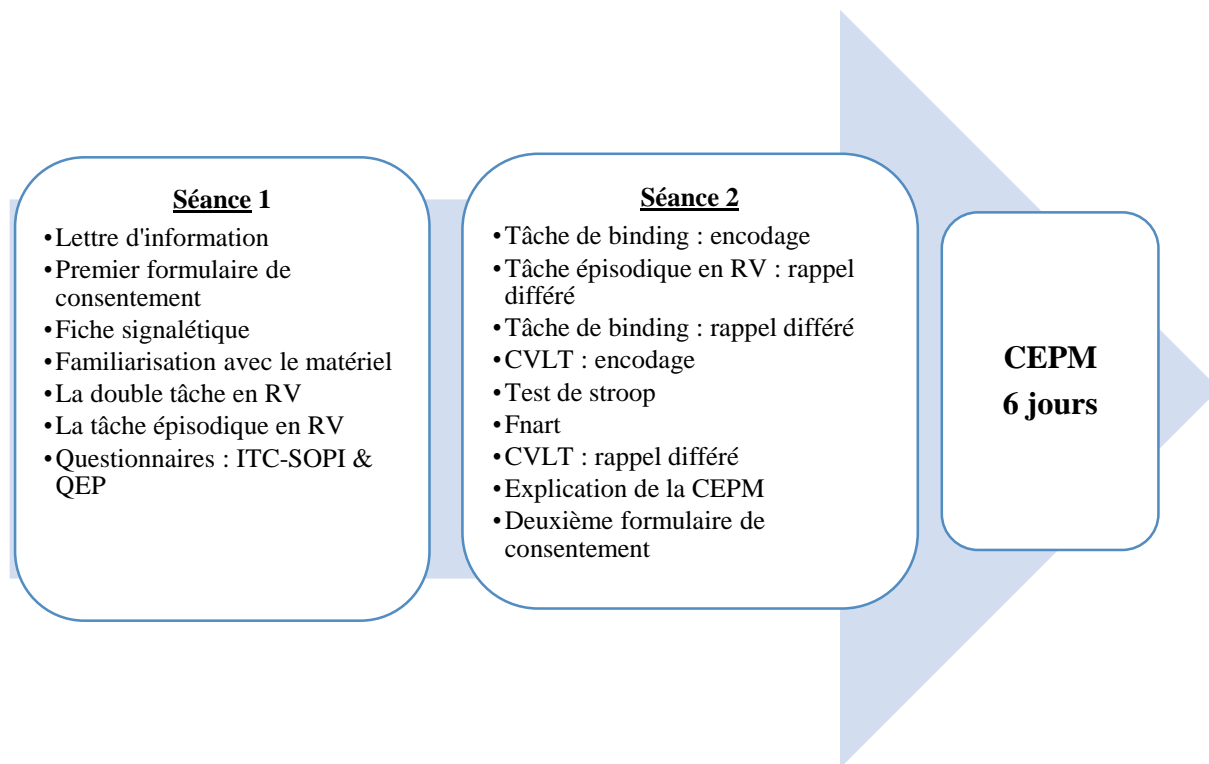 Séance 1
•Lettre d'information
•Premier formulaire de
consentement
•Fiche signalétique
•Familiarisation avec le matériel
•La double tâche en RV
•La tâche épisodique en RV
•Questionnaires : ITC-SOPI &
QEP
Séance 2
•Tâche de binding : encodage
•Tâche épisodique en RV : rappel
différé
•Tâche de binding : rappel différé
•CVLT : encodage
•Test de stroop
•Fnart
•CVLT : rappel différé
•Explication de la CEPM
•Deuxième formulaire de
consentement
CEPM
6 jours